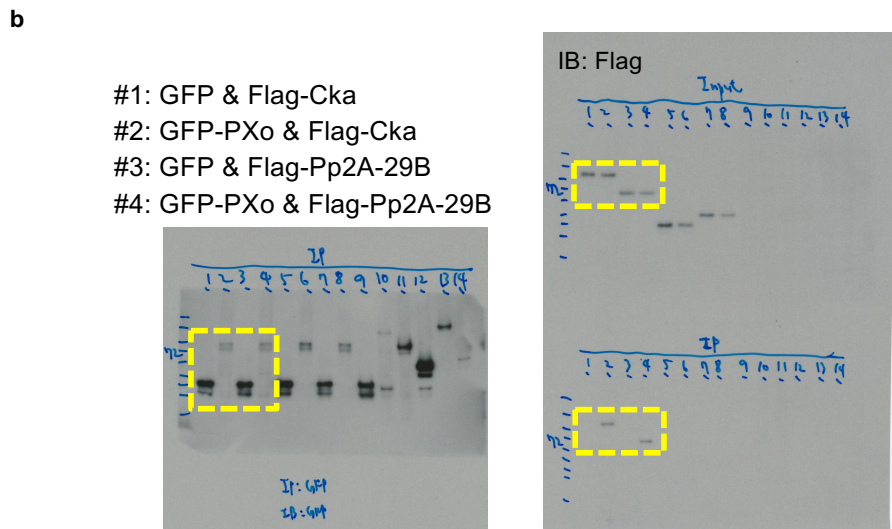 b
#1: GFP & Flag-Cka
#2: GFP-PXo & Flag-Cka
#3: GFP & Flag-Pp2A-29B
#4: GFP-PXo & Flag-Pp2A-29B
IP
1 2 3 4 5 6 7 8 9 10 11 12 13 14
72
IP: GFP
IB: GFP
IB: Flag
Input
1 2 3 4 5 6 7 8 9 10 11 12 13 14
72
IP
1 2 3 4 5 6 7 8 9 10 11 12 13 14
72